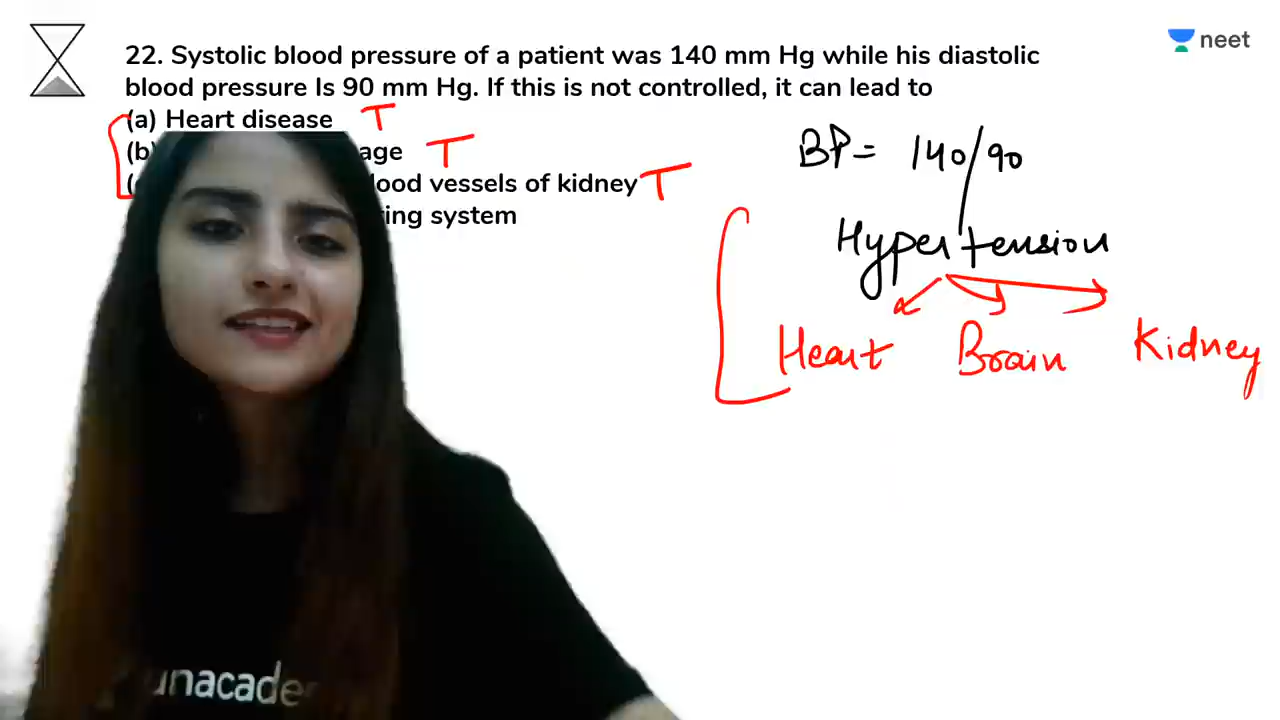 neet
22. Systolic blood pressure of a patient was 140 mm Hg while his diastolic
blood pressure Is 90 mm Hg. If this is not controlled, it can lead to
(a) Heart disease T
(b) age T
lood vessels of kidney T
ring system
BP = 140/90
Hypertension
Heart Brain Kidney
unacade